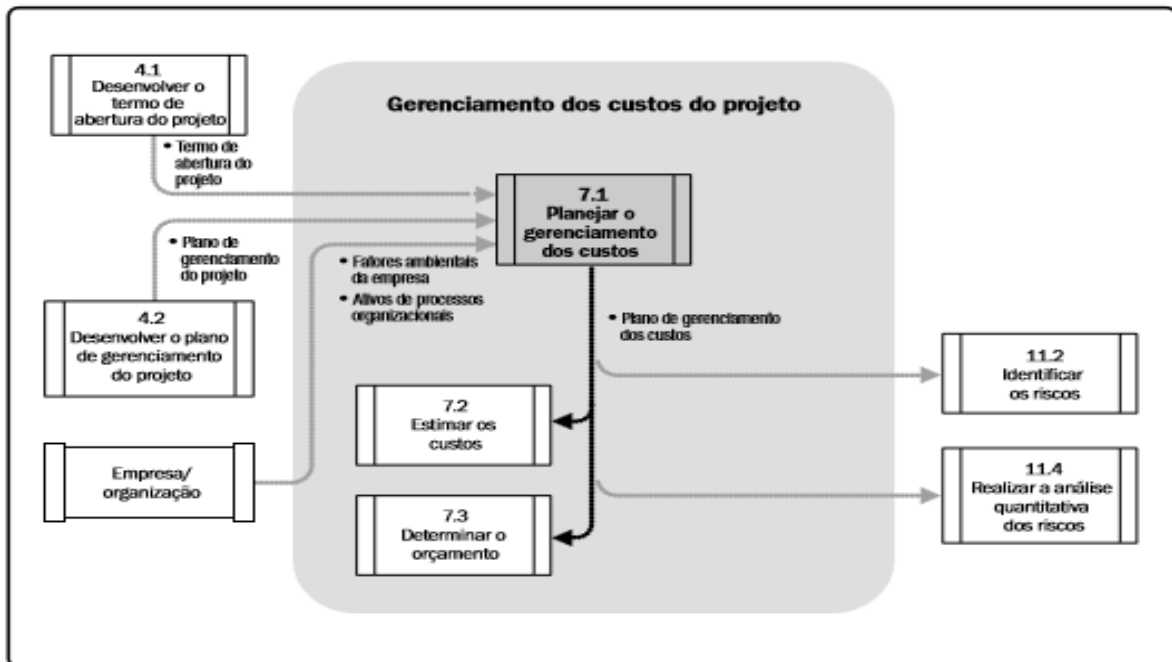 4.1
Desenvolver o
termo de
abertura do projeto
Gerenciamento dos custos do projeto
• Termo de
abertura do
projeto
7.1
Planejar o
gerenciamento
dos custos
• Plano de
gerenciamento
do projeto
• Fatores ambientais
da empresa
• Ativos de processos
organizacionais
4.2
Desenvolver o plano
de gerenciamento
do projeto
• Plano de gerenciamento
dos custos
11.2
Identificar
os riscos
7.2
Estimar os
custos
Empresa/
organização
11.4
Realizar a análise
quantitativa
dos riscos
7.3
Determinar o
orçamento